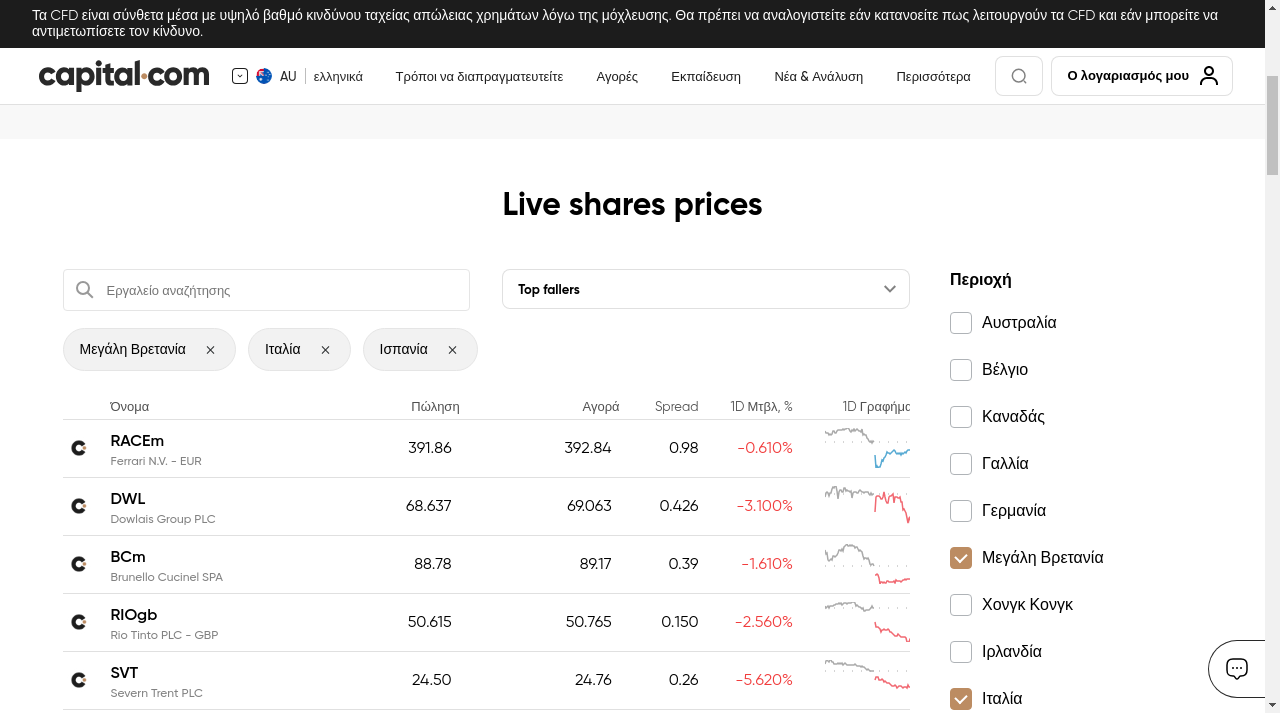 Τα CFD είναι σύνθετα μέσα με υψηλό βαθμό κινδύνου ταχείας απώλειας χρημάτων λόγω της μόχλευσης. Θα πρέπει να αναλογιστείτε εάν κατανοείτε πως λειτουργούν τα CFD και εάν μπορείτε να
αντιμετωπίσετε τον κίνδυνο.
capital.com AU ελληνικά Τρόποι να διαπραγματευτείτε Αγορές Εκπαίδευση Νέα & Ανάλυση Περισσότερα Ο λογαριασμός μου
Live shares prices
Εργαλείο αναζήτησης
Top fallers
Μεγάλη Βρετανία Ιταλία Ισπανία
Όνομα Πώληση Αγορά Spread 1D Μτβλ, % 1D Γραφήμα
RACEm 391.86 392.84 0.98 -0.610%
Ferrari N.V. - EUR
DWL 68.637 69.063 0.426 -3.100%
Dowlais Group PLC
BCm 88.78 89.17 0.39 -1.610%
Brunello Cucinel SPA
RIOgb 50.615 50.765 0.150 -2.560%
Rio Tinto PLC - GBP
SVT 24.50 24.76 0.26 -5.620%
Severn Trent PLC
Περιοχή
Αυστραλία
Βέλγιο
Καναδάς
Γαλλία
Γερμανία
Μεγάλη Βρετανία
Χονγκ Κονγκ
Ιρλανδία
Ιταλία